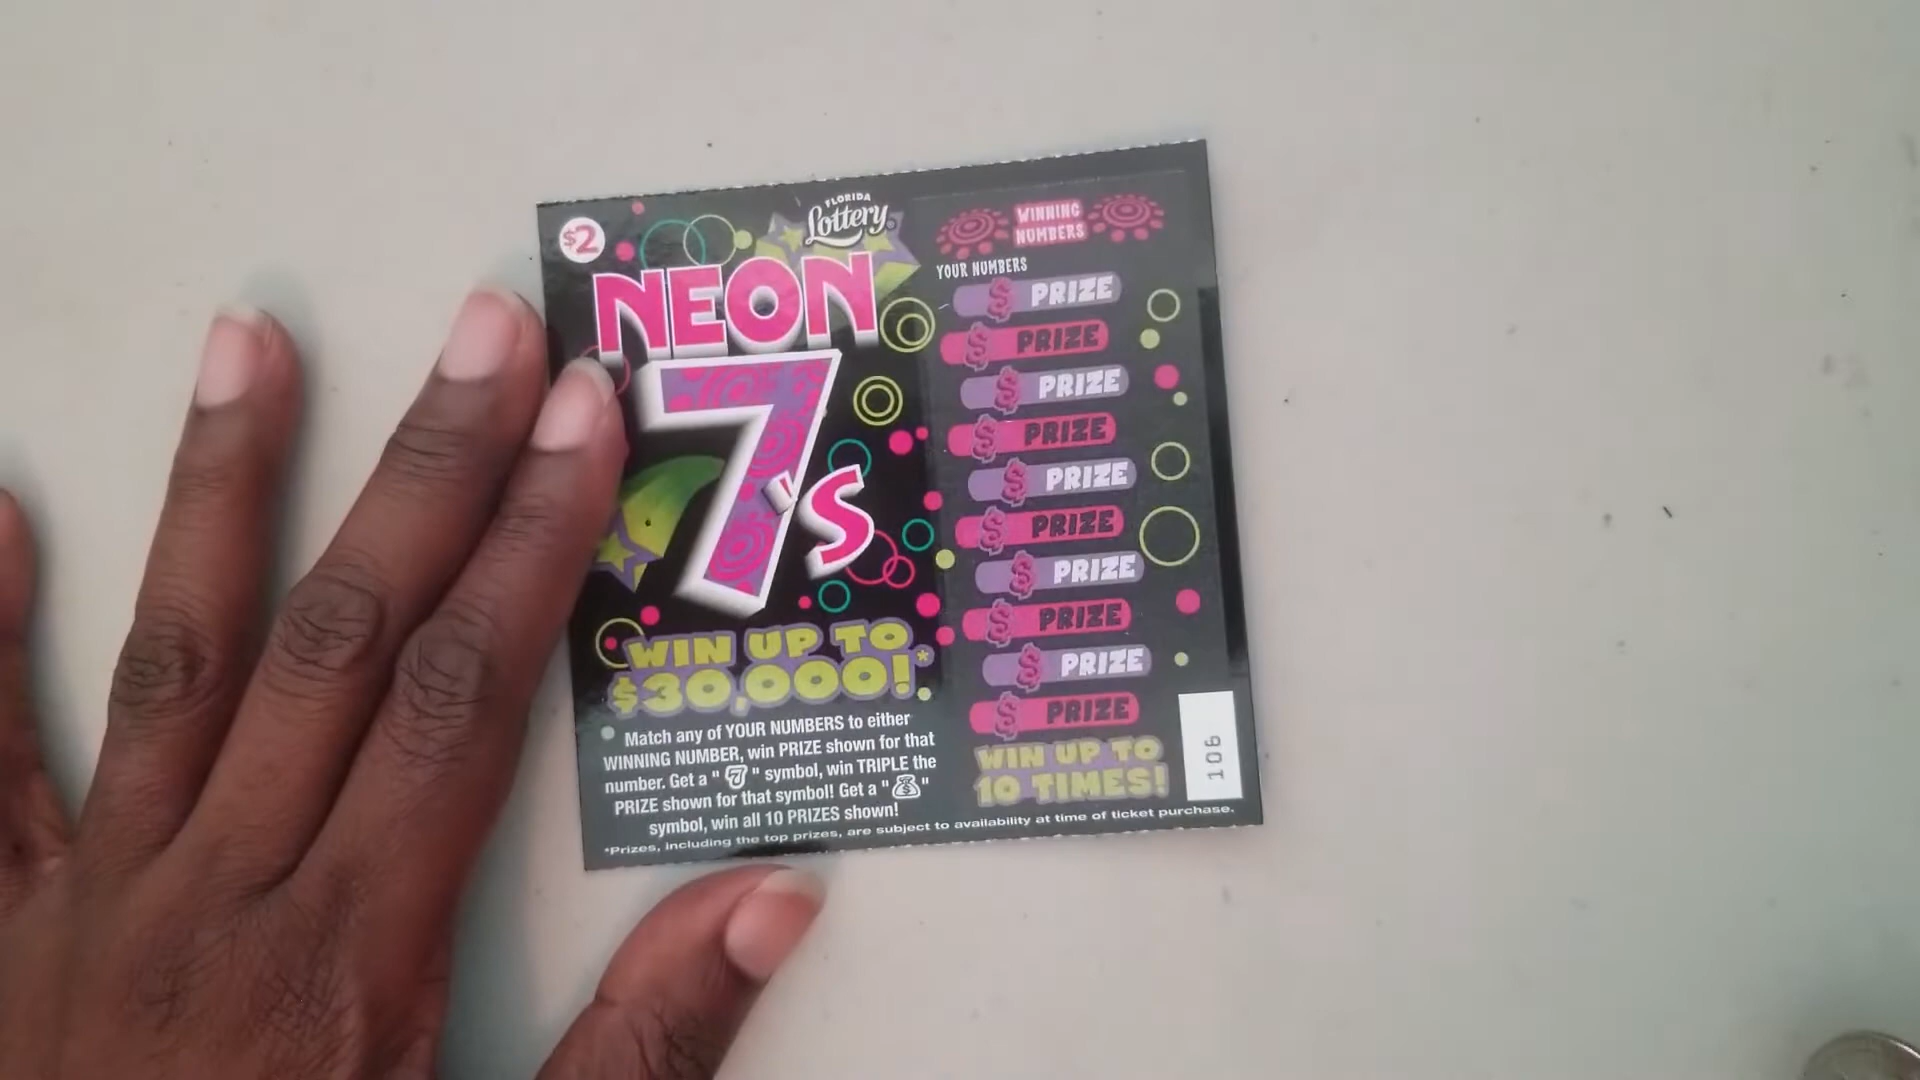 $2
FLORIDA
Lottery
NEON
7's
WIN UP TO
$30,000!*
Match any of YOUR NUMBERS to either
WINNING NUMBER, win PRIZE shown for that
number. Get a "7" symbol, win TRIPLE the
PRIZE shown for that symbol! Get a " "
symbol, win all 10 PRIZES shown!
*Prizes, including the top prizes, are subject to availability at time of ticket purchase.
WINNING
NUMBERS
YOUR NUMBERS
$ PRIZE
$ PRIZE
$ PRIZE
$ PRIZE
$ PRIZE
$ PRIZE
$ PRIZE
$ PRIZE
$ PRIZE
$ PRIZE
WIN UP TO
10 TIMES!
106